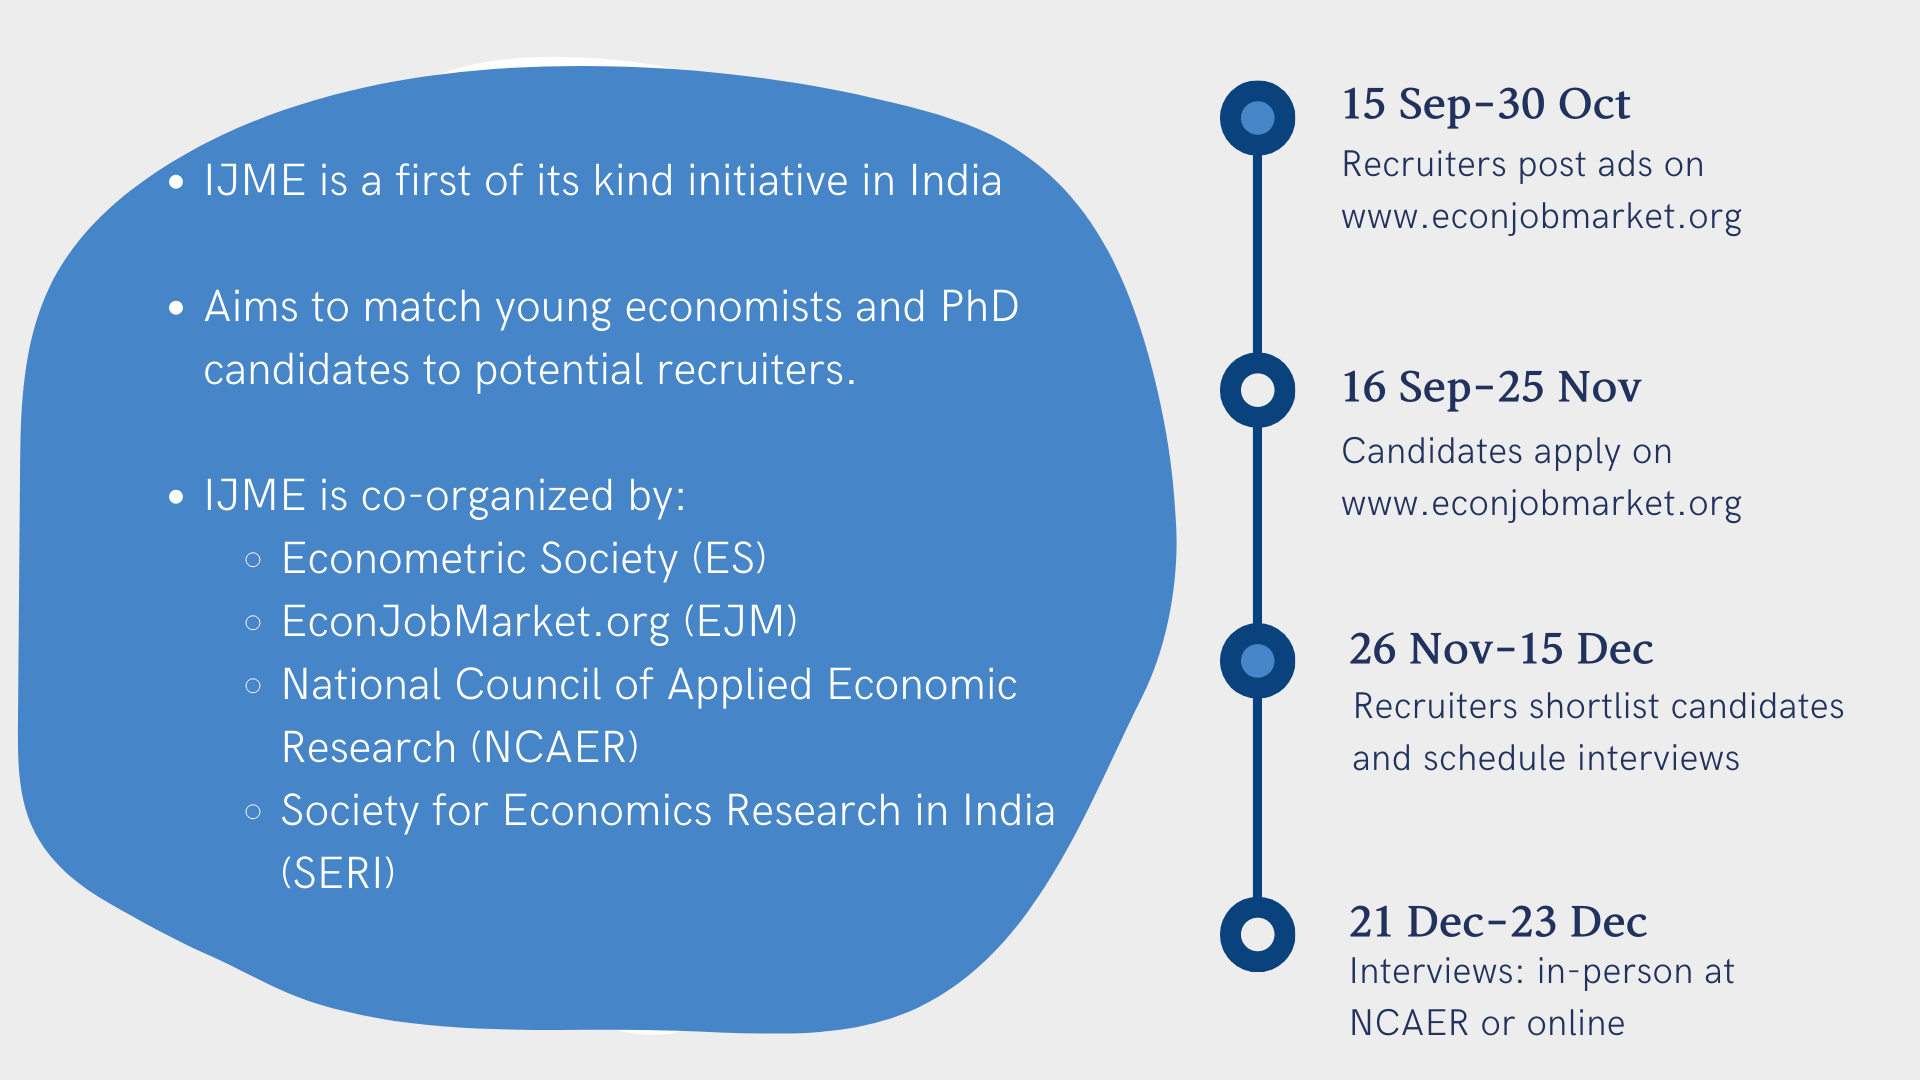 • IJME is a first of its kind initiative in India
• Aims to match young economists and PhD
candidates to potential recruiters.
• IJME is co-organized by:
◦ Econometric Society (ES)
◦ EconJobMarket.org (EJM)
◦ National Council of Applied Economic
Research (NCAER)
◦ Society for Economics Research in India
(SERI)
15 Sep-30 Oct
Recruiters post ads on
www.econjobmarket.org
16 Sep-25 Nov
Candidates apply on
www.econjobmarket.org
26 Nov-15 Dec
Recruiters shortlist candidates
and schedule interviews
21 Dec-23 Dec
Interviews: in-person at
NCAER or online